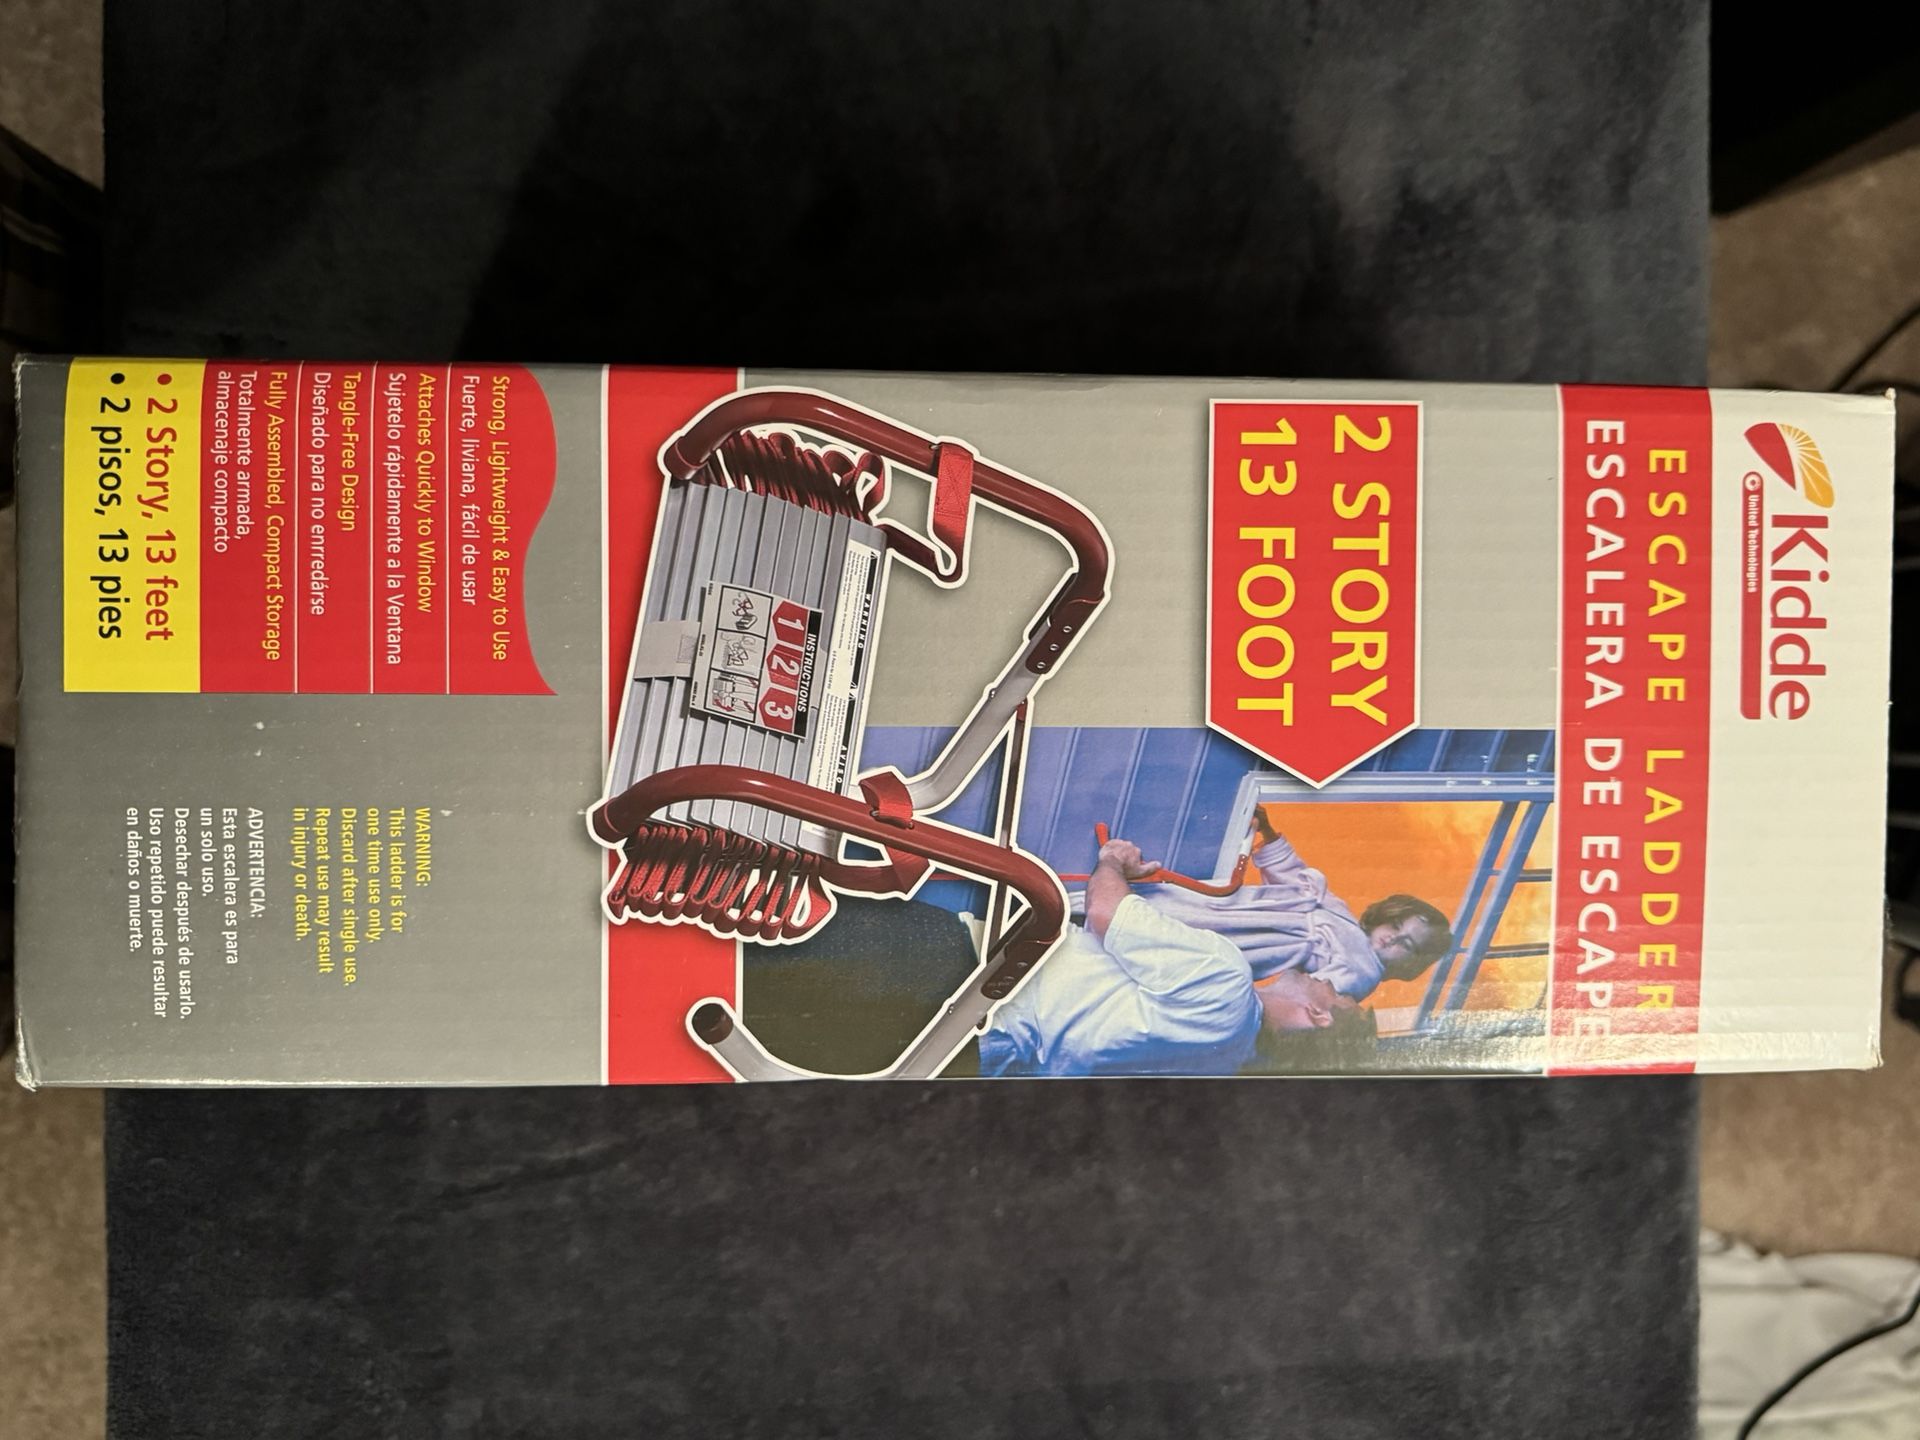 Kidde
United Technologies
ESCAPE LADDER
ESCALERA DE ESCAPE
2 STORY
13 FOOT
WARNING
AVISO
INSTRUCTIONS
1 2 3
Strong, Lightweight & Easy to Use
Fuerte, liviana, fácil de usar
Attaches Quickly to Window
Sujetelo rápidamente a la Ventana
Tangle-Free Design
Diseñado para no enrredárse
Fully Assembled, Compact Storage
Totalmente armada,
almacenaje compacto
• 2 Story, 13 feet
• 2 pisos, 13 pies
WARNING:
This ladder is for
one time use only.
Discard after single use.
Repeat use may result
in injury or death.
ADVERTENCIA:
Esta escalera es para
un solo uso.
Desechar después de usarlo.
Uso repetido puede resultar
en daños o muerte.